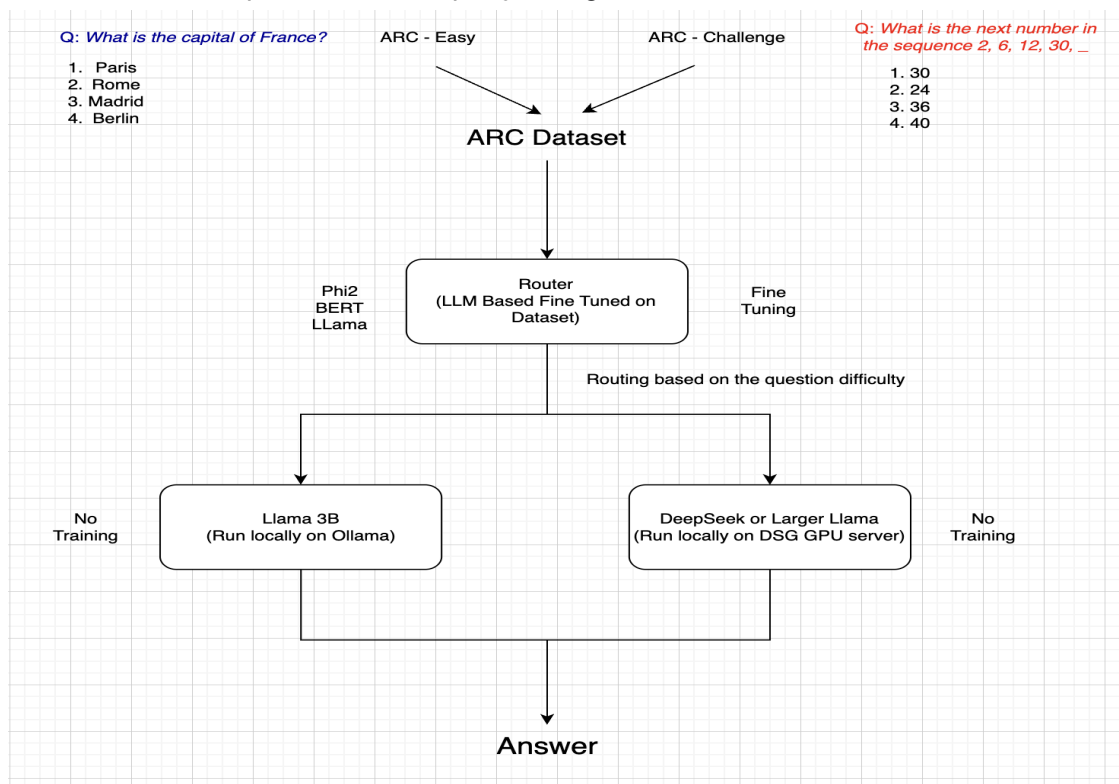 Q: What is the capital of France?
1. Paris
2. Rome
3. Madrid
4. Berlin
ARC - Easy
ARC - Challenge
Q: What is the next number in
the sequence 2, 6, 12, 30, _
1. 30
2. 24
3. 36
4. 40
ARC Dataset
Phi2
BERT
LLama
Router
(LLM Based Fine Tuned on
Dataset)
Fine
Tuning
Routing based on the question difficulty
No
Training
Llama 3B
(Run locally on Ollama)
DeepSeek or Larger Llama
(Run locally on DSG GPU server)
No
Training
Answer